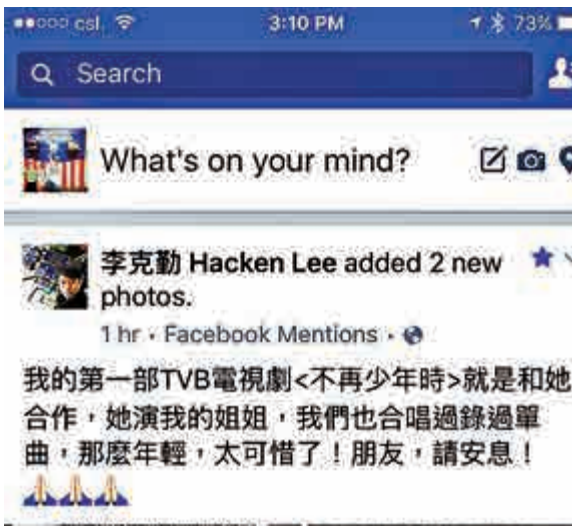 csl 3:10 PM 73%
Search
What's on your mind?
李克勤 Hacken Lee added 2 new
photos.
1 hr · Facebook Mentions ·
我的第一部TVB電視劇<不再少年時>就是和她
合作，她演我的姐姐，我們也合唱過錄過單
曲，那麼年輕，太可惜了！朋友，請安息！
🙏🙏🙏